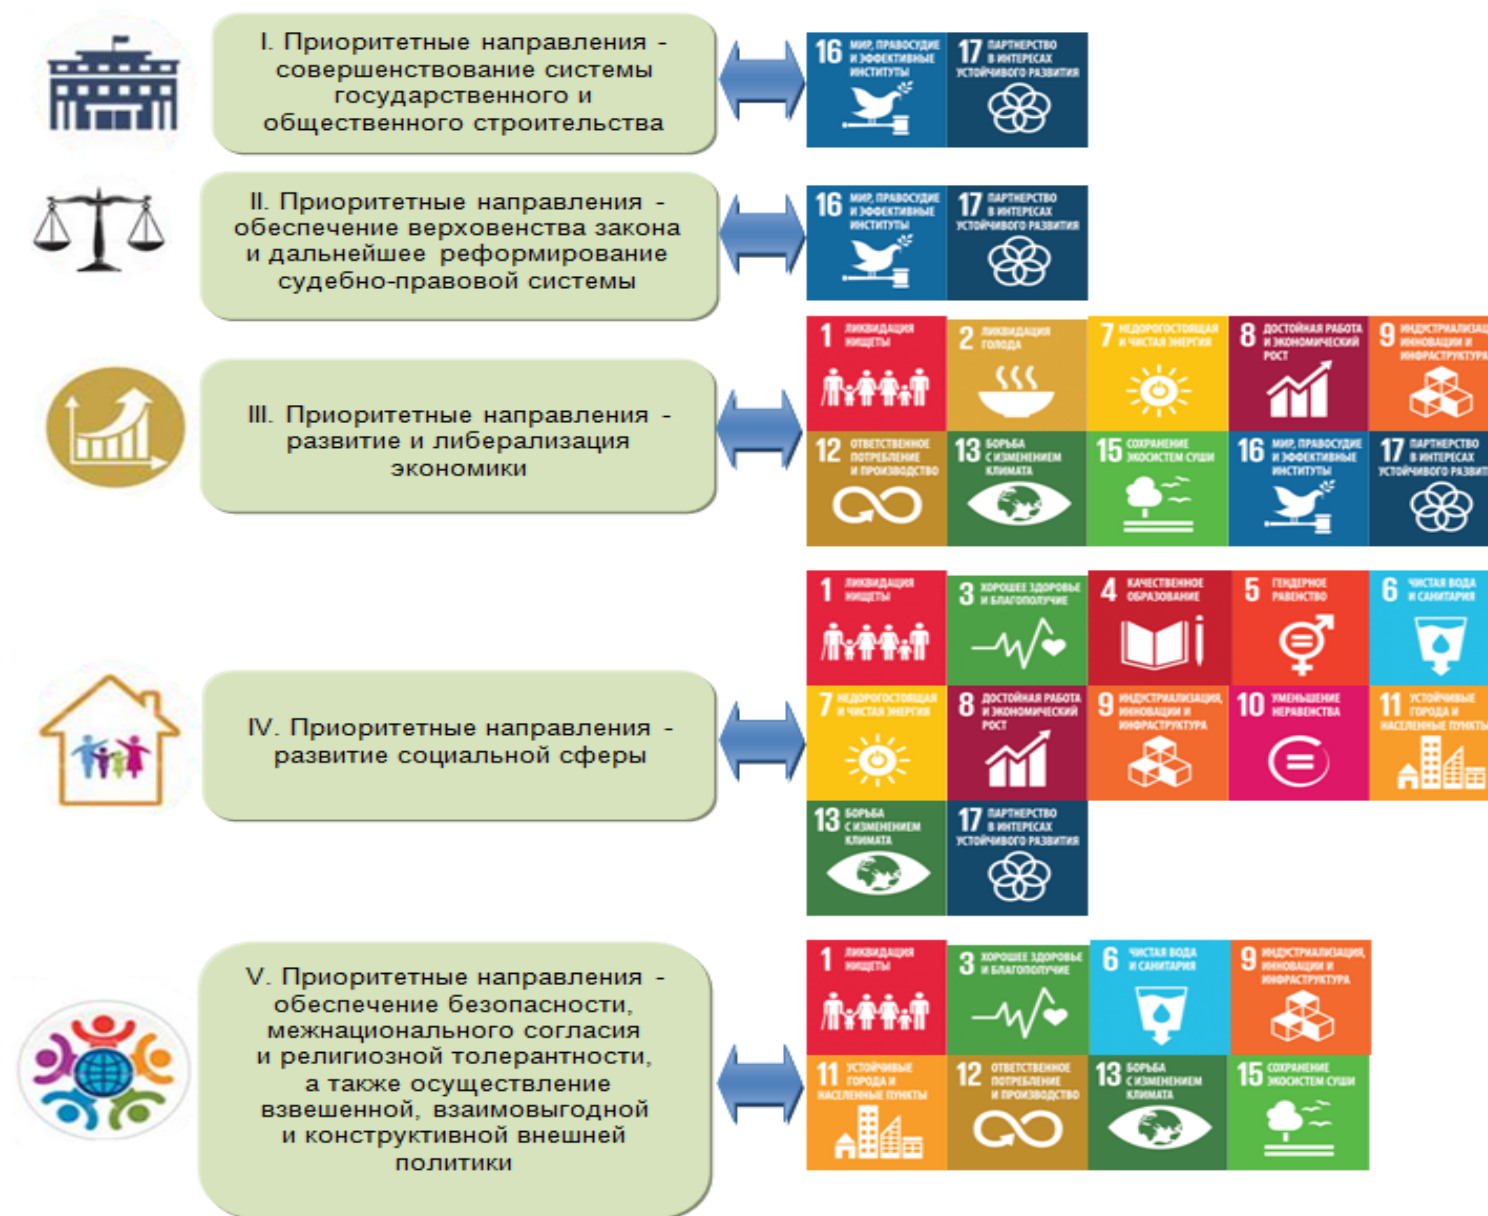 I. Приоритетные направления -
совершенствование системы
государственного и
общественного строительства
16 МИР, ПРАВОСУДИЕ
И ЭФФЕКТИВНЫЕ
ИНСТИТУТЫ
17 ПАРТНЕРСТВО
В ИНТЕРЕСАХ
УСТОЙЧИВОГО РАЗВИТИЯ
II. Приоритетные направления -
обеспечение верховенства закона
и дальнейшее реформирование
судебно-правовой системы
16 МИР, ПРАВОСУДИЕ
И ЭФФЕКТИВНЫЕ
ИНСТИТУТЫ
17 ПАРТНЕРСТВО
В ИНТЕРЕСАХ
УСТОЙЧИВОГО РАЗВИТИЯ
III. Приоритетные направления -
развитие и либерализация
экономики
1 ЛИКВИДАЦИЯ
НИЩЕТЫ
2 ЛИКВИДАЦИЯ
ГОЛОДА
7 НЕДОРОГОСТОЯЩАЯ
И ЧИСТАЯ ЭНЕРГИЯ
8 ДОСТОЙНАЯ РАБОТА
И ЭКОНОМИЧЕСКИЙ
РОСТ
9 ИНДУСТРИАЛИЗАЦ
ИННОВАЦИИ И
ИНФРАСТРУКТУРА
12 ОТВЕТСТВЕННОЕ
ПОТРЕБЛЕНИЕ
И ПРОИЗВОДСТВО
13 БОРЬБА
С ИЗМЕНЕНИЕМ
КЛИМАТА
15 СОХРАНЕНИЕ
ЭКОСИСТЕМ СУШИ
16 МИР, ПРАВОСУДИЕ
И ЭФФЕКТИВНЫЕ
ИНСТИТУТЫ
17 ПАРТНЕРСТВО
В ИНТЕРЕСАХ
УСТОЙЧИВОГО РАЗВИТ
IV. Приоритетные направления -
развитие социальной сферы
1 ЛИКВИДАЦИЯ
НИЩЕТЫ
3 ХОРОШЕЕ ЗДОРОВЬЕ
И БЛАГОПОЛУЧИЕ
4 КАЧЕСТВЕННОЕ
ОБРАЗОВАНИЕ
5 ГЕНДЕРНОЕ
РАВЕНСТВО
6 ЧИСТАЯ ВОДА
И САНИТАРИЯ
7 НЕДОРОГОСТОЯЩАЯ
И ЧИСТАЯ ЭНЕРГИЯ
8 ДОСТОЙНАЯ РАБОТА
И ЭКОНОМИЧЕСКИЙ
РОСТ
9 ИНДУСТРИАЛИЗАЦИЯ,
ИННОВАЦИИ И
ИНФРАСТРУКТУРА
10 УМЕНЬШЕНИЕ
НЕРАВЕНСТВА
11 УСТОЙЧИВЫЕ
ГОРОДА И
НАСЕЛЕННЫЕ ПУНКТЫ
13 БОРЬБА
С ИЗМЕНЕНИЕМ
КЛИМАТА
17 ПАРТНЕРСТВО
В ИНТЕРЕСАХ
УСТОЙЧИВОГО РАЗВИТИЯ
V. Приоритетные направления -
обеспечение безопасности,
межнационального согласия
и религиозной толерантности,
а также осуществление
взвешенной, взаимовыгодной
и конструктивной внешней
политики
1 ЛИКВИДАЦИЯ
НИЩЕТЫ
3 ХОРОШЕЕ ЗДОРОВЬЕ
И БЛАГОПОЛУЧИЕ
6 ЧИСТАЯ ВОДА
И САНИТАРИЯ
9 ИНДУСТРИАЛИЗАЦИЯ,
ИННОВАЦИИ И
ИНФРАСТРУКТУРА
11 УСТОЙЧИВЫЕ
ГОРОДА И
НАСЕЛЕННЫЕ ПУНКТЫ
12 ОТВЕТСТВЕННОЕ
ПОТРЕБЛЕНИЕ
И ПРОИЗВОДСТВО
13 БОРЬБА
С ИЗМЕНЕНИЕМ
КЛИМАТА
15 СОХРАНЕНИЕ
ЭКОСИСТЕМ СУШИ